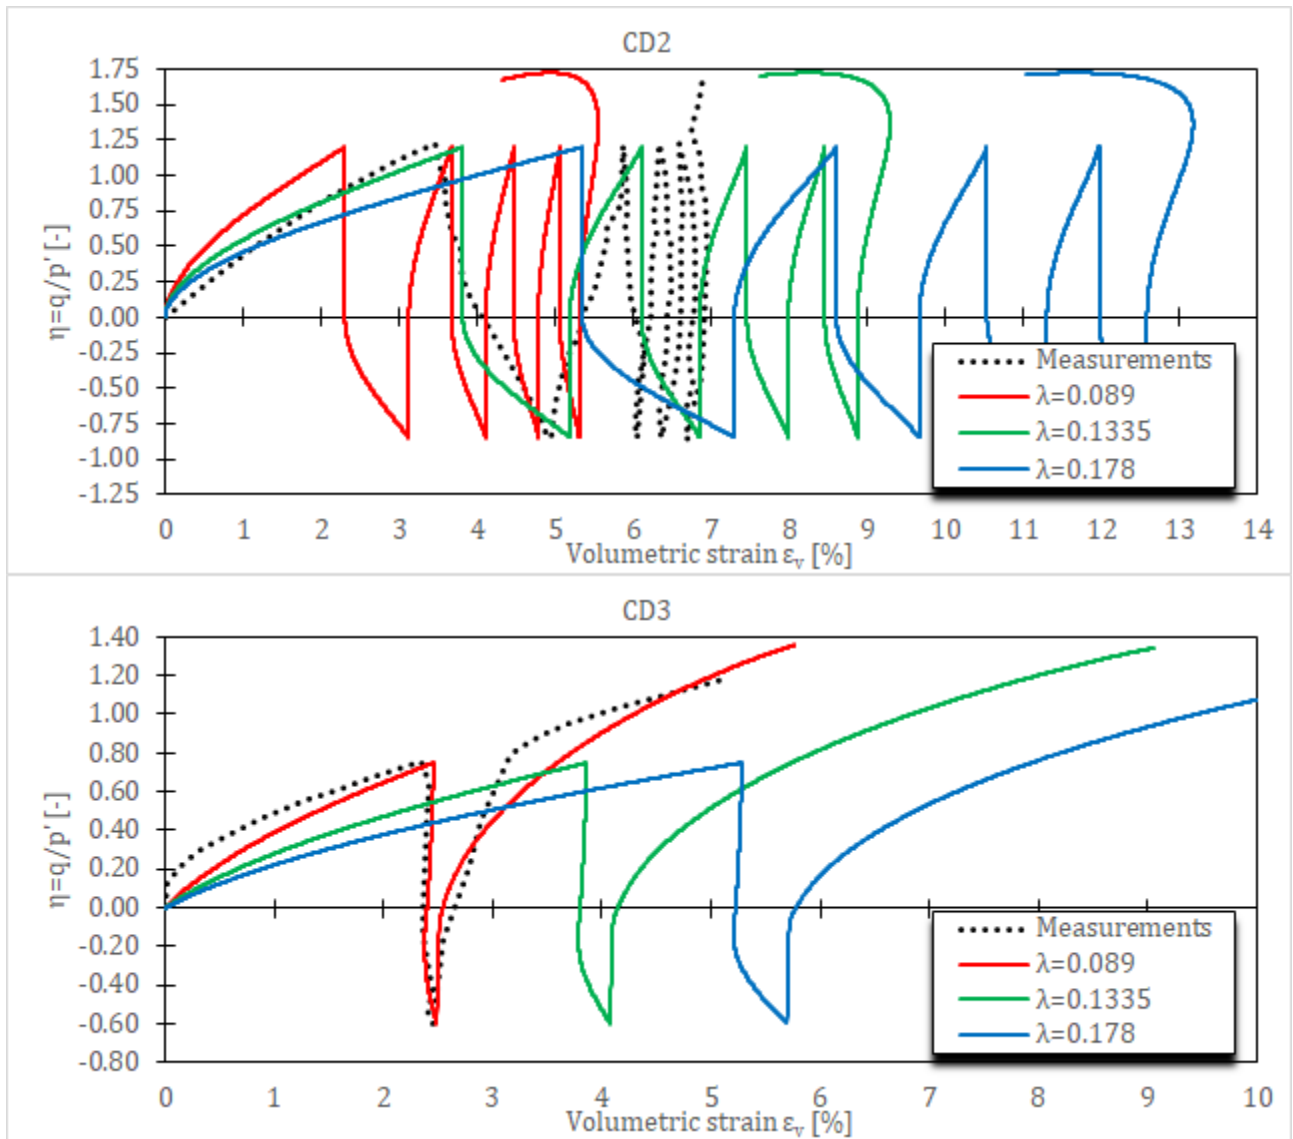 CD2
1.75
1.50
1.25
1.00
0.75
0.50
0.25
0.00
-0.25
-0.50
-0.75
-1.00
-1.25
η=q/p' [-]
Measurements
λ=0.089
λ=0.1335
λ=0.178
0 1 2 3 4 5 6 7 8 9 10 11 12 13 14
Volumetric strain εv [%]
CD3
1.40
1.20
1.00
0.80
0.60
0.40
0.20
0.00
-0.20
-0.40
-0.60
-0.80
η=q/p' [-]
Measurements
λ=0.089
λ=0.1335
λ=0.178
0 1 2 3 4 5 6 7 8 9 10
Volumetric strain εv [%]